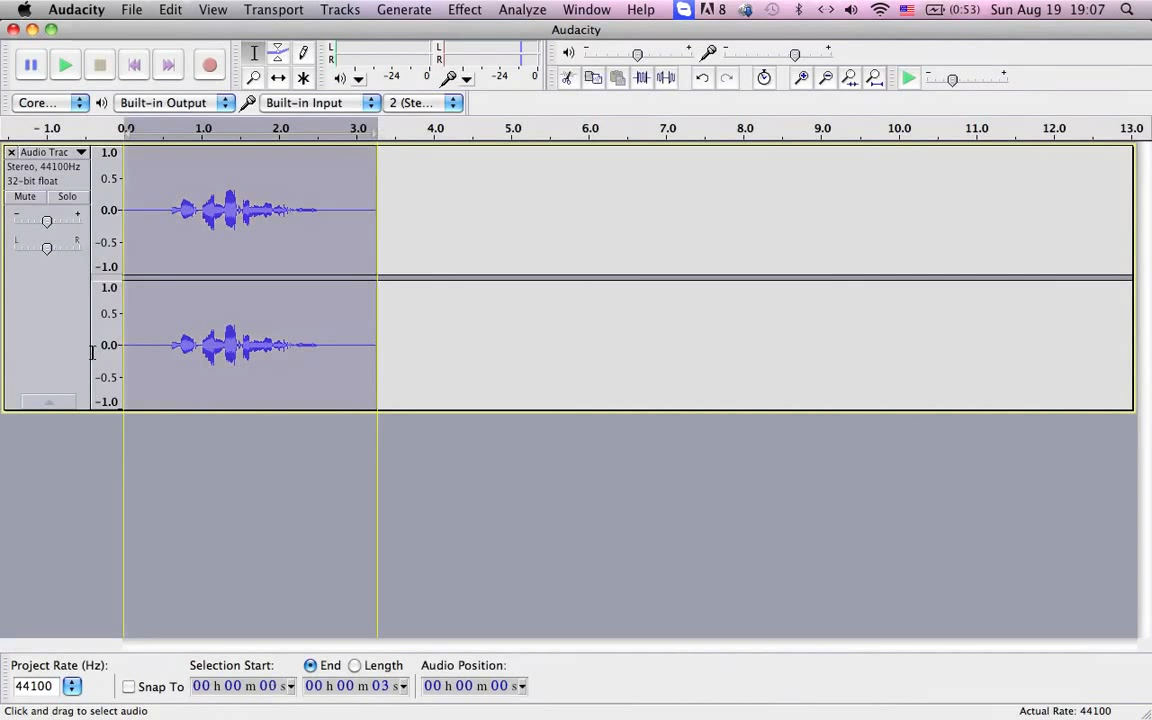 Audacity File Edit View Transport Tracks Generate Effect Analyze Window Help 8 (0:53) Sun Aug 19 19:07
Audacity
L
R
-24 0
L
R
-24 0
- + - +
- +
Core... Built-in Output Built-in Input 2 (Ste...
- 1.0 0.0 1.0 2.0 3.0 4.0 5.0 6.0 7.0 8.0 9.0 10.0 11.0 12.0 13.0
Audio Trac
Stereo, 44100Hz
32-bit float
Mute Solo
- +
L R
1.0
0.5-
0.0-
-0.5-
-1.0
1.0
0.5-
0.0-
-0.5-
-1.0
Project Rate (Hz): Selection Start: End Length Audio Position:
44100 Snap To 00 h 00 m 00 s 00 h 00 m 03 s 00 h 00 m 00 s
Click and drag to select audio Actual Rate: 44100